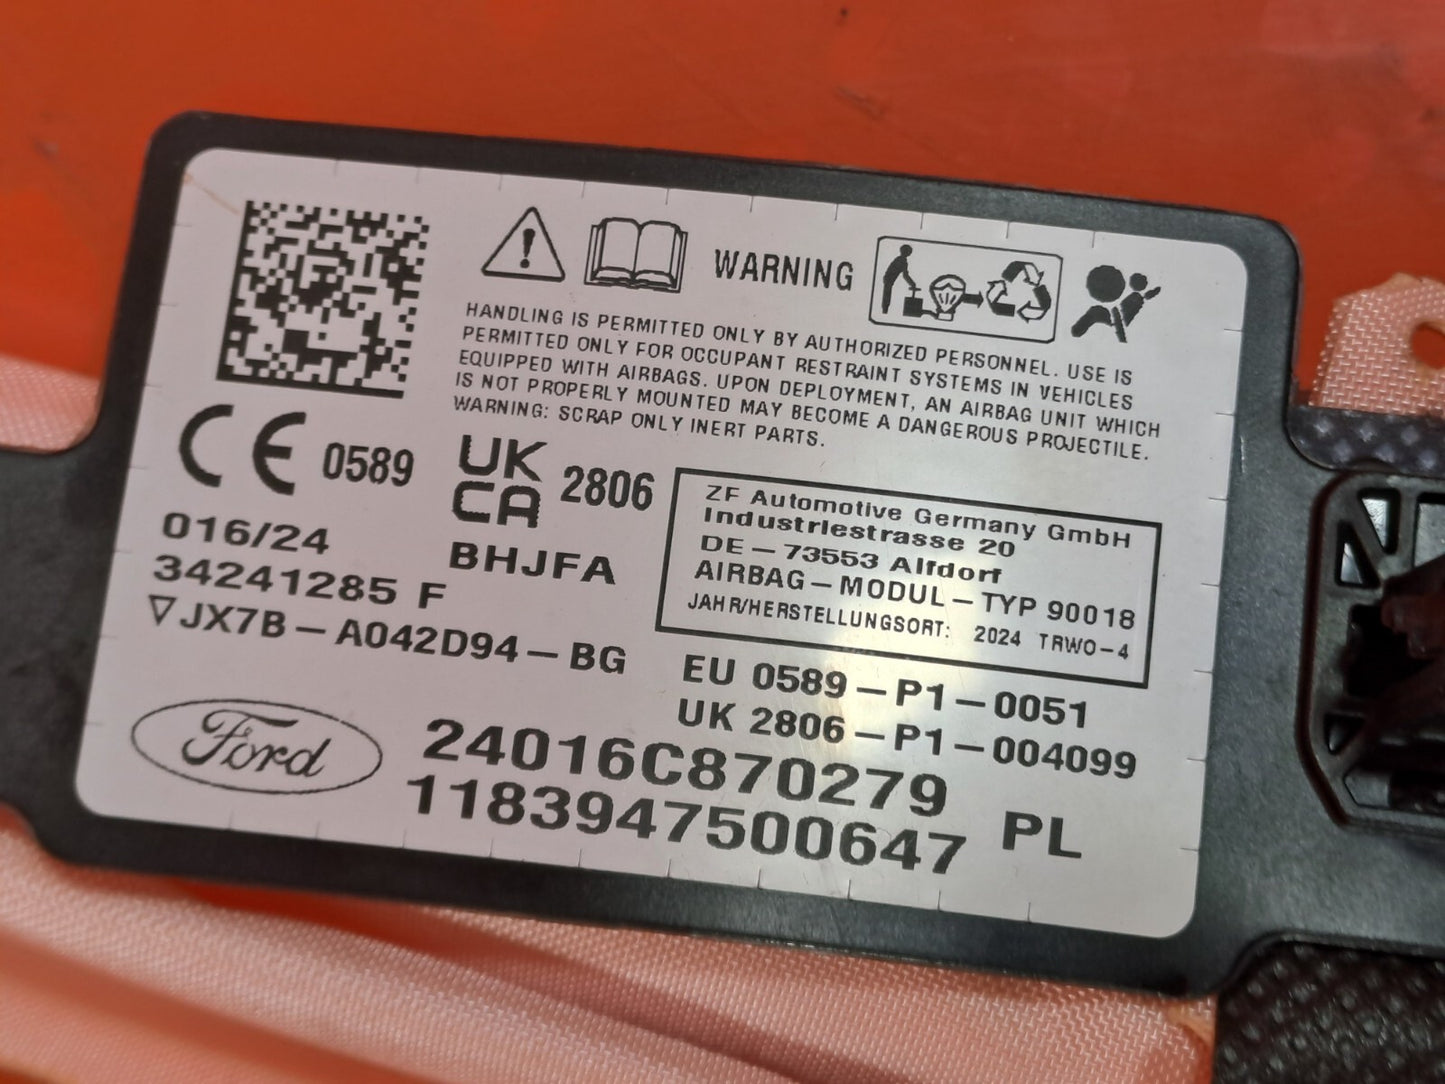 WARNING
HANDLING IS PERMITTED ONLY BY AUTHORIZED PERSONNEL. USE IS
PERMITTED ONLY FOR OCCUPANT RESTRAINT SYSTEMS IN VEHICLES
EQUIPPED WITH AIRBAGS. UPON DEPLOYMENT, AN AIRBAG UNIT WHICH
IS NOT PROPERLY MOUNTED MAY BECOME A DANGEROUS PROJECTILE.
WARNING: SCRAP ONLY INERT PARTS.
CE 0589
UK
CA 2806
016/24
BHJFA
34241285 F
JX7B-A042D94-BG
ZF Automotive Germany GmbH
Industriestrasse 20
DE-73553 Alfdorf
AIRBAG-MODUL-TYP 90018
JAHR/HERSTELLUNGSORT: 2024 TRWO-4
EU 0589-P1-0051
UK 2806-P1-004099
Ford
24016C870279
1183947500647 PL